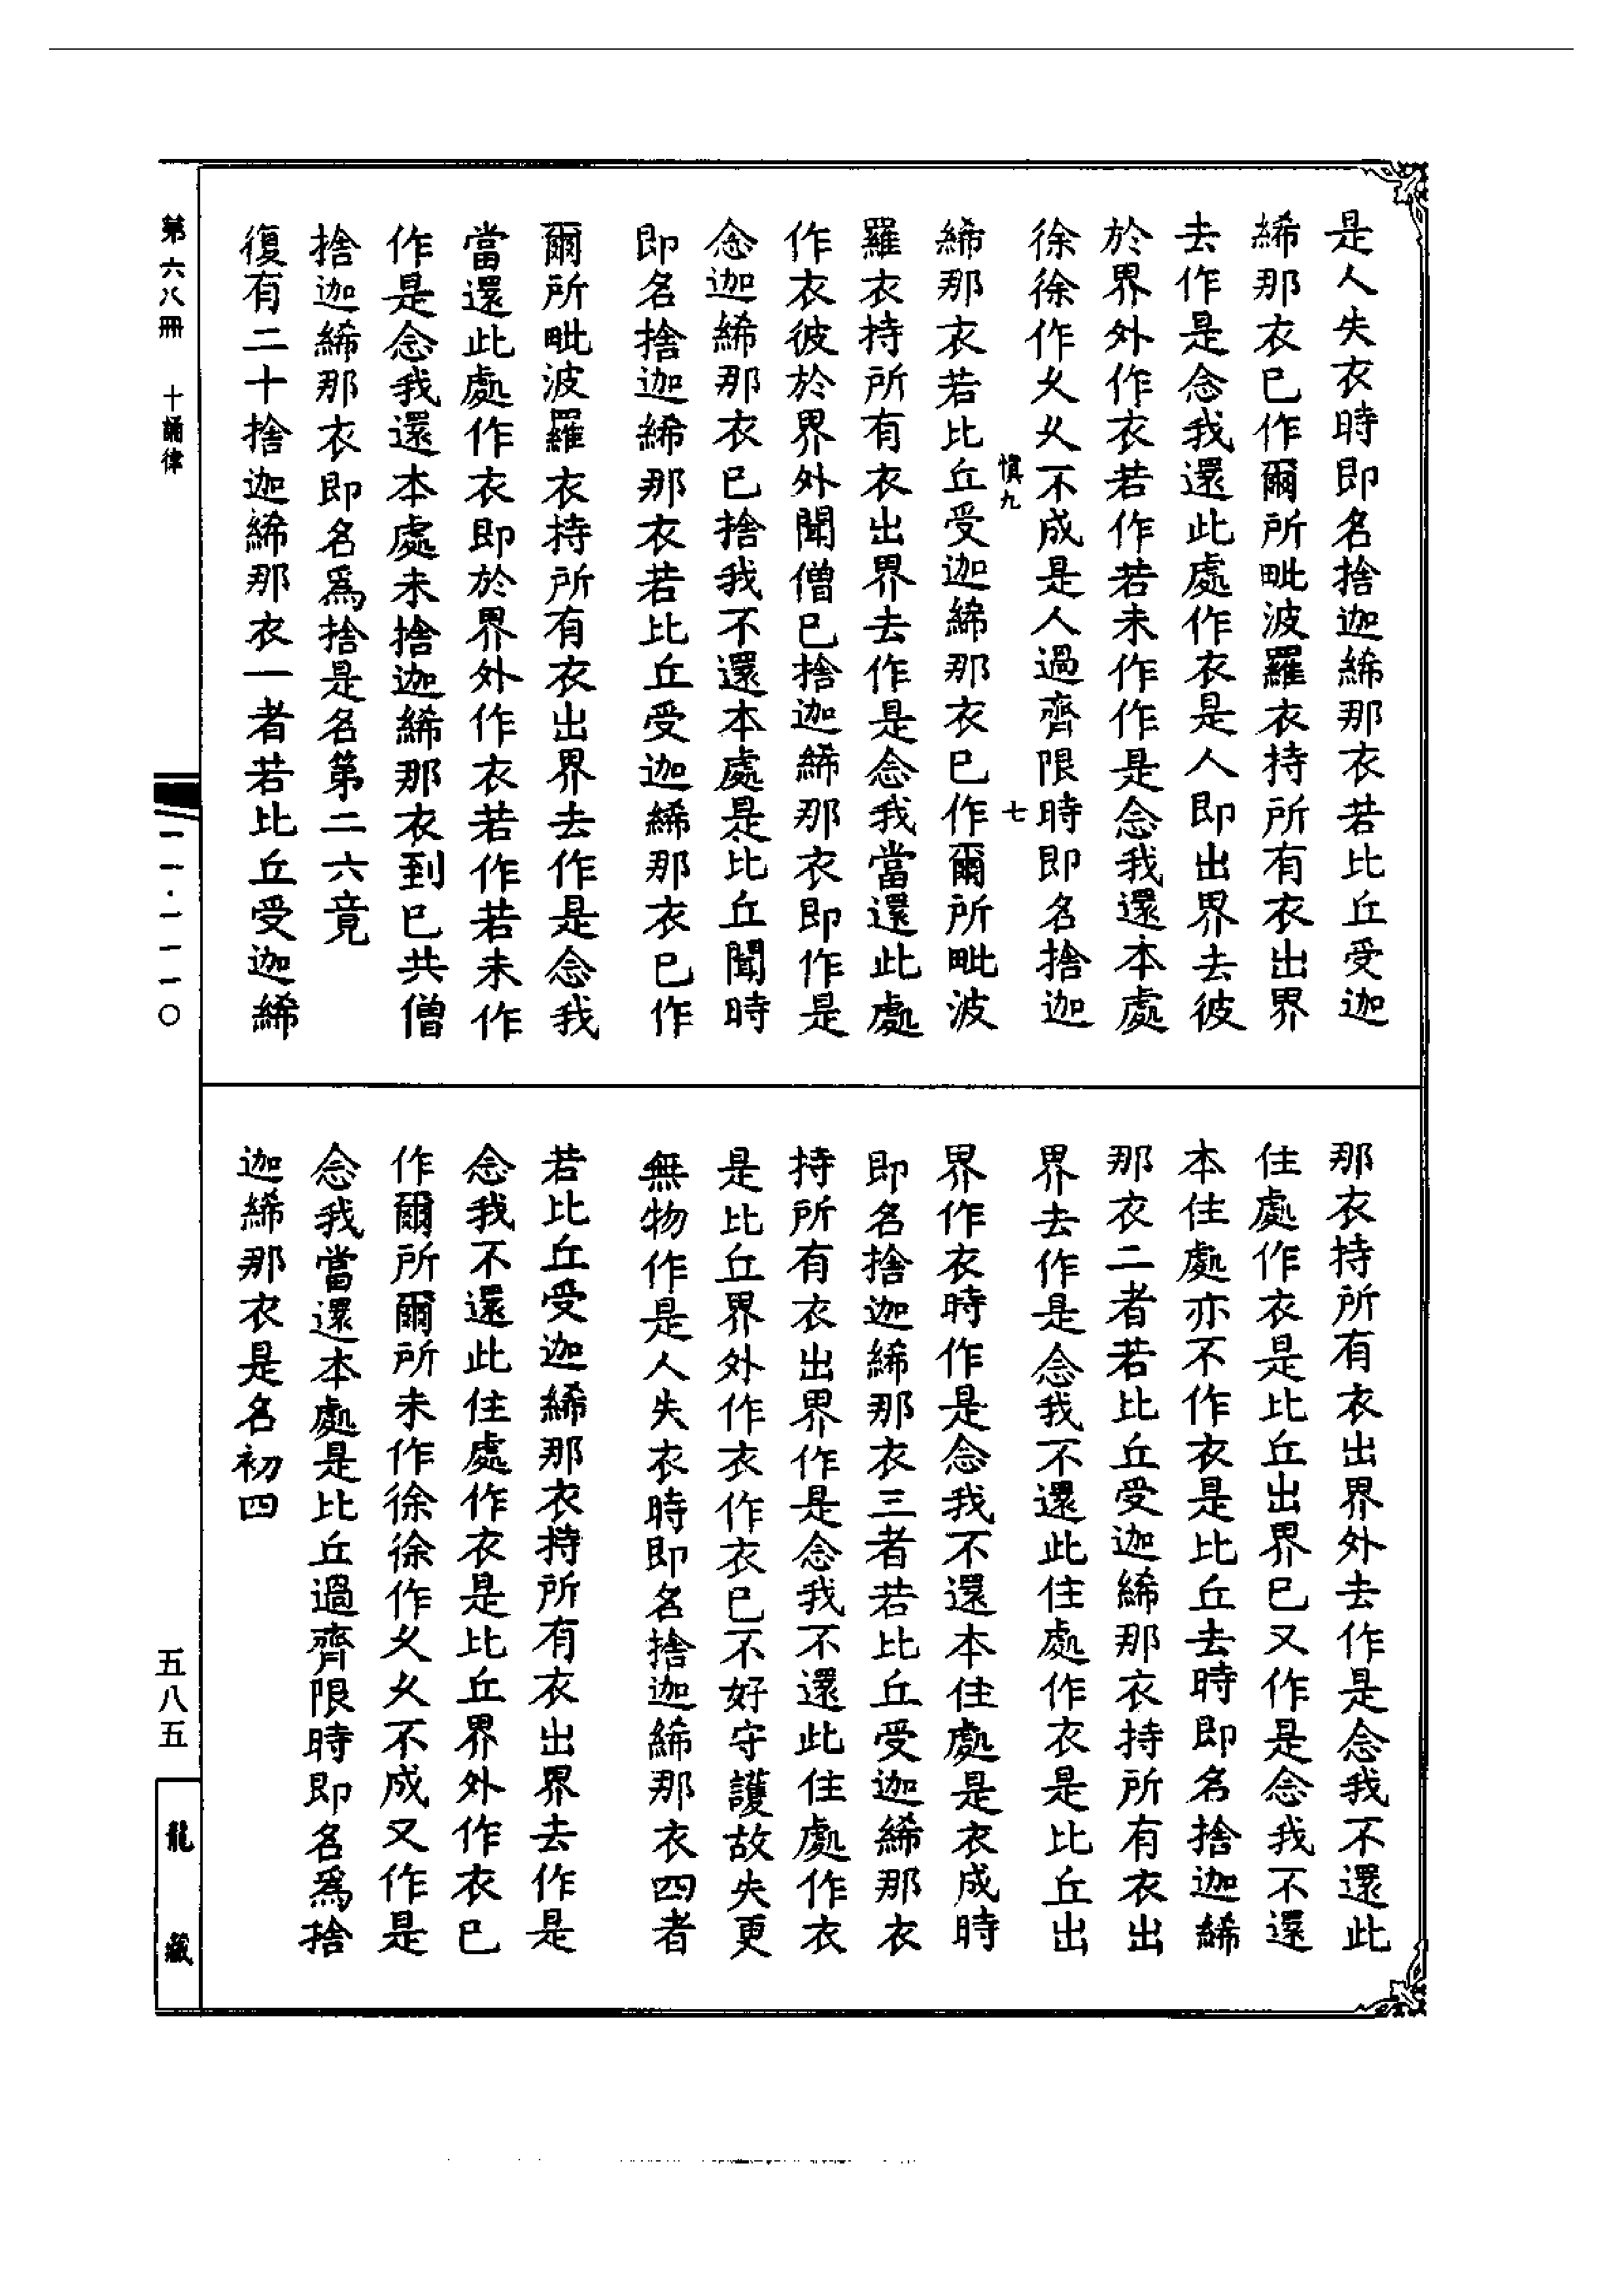 是人失衣時即名捨迦絺那衣若比丘受迦
絺那衣已作爾所毗波羅衣持所有衣出界
去作是念我還此處作衣是人即出界去彼
於界外作衣若作若未作作是念我還本處
徐徐作久久不成是人過齊限時即名捨迦
慎九 七
絺那衣若比丘受迦絺那衣已作爾所毗波
羅衣持所有衣出界去作是念我當還此處
作衣彼於界外聞僧已捨迦絺那衣即作是
念迦絺那衣已捨我不還本處是比丘聞時
即名捨迦絺那衣若比丘受迦絺那衣已作
爾所毗波羅衣持所有衣出界去作是念我
當還此處作衣即於界外作衣若作若未作
作是念我還本處未捨迦絺那衣到已共僧
捨迦絺那衣即名爲捨是名第二六竟
復有二十捨迦絺那衣一者若比丘受迦絺
那衣持所有衣出界外去作是念我不還此
住處作衣是比丘出界已又作是念我不還
本住處亦不作衣是比丘去時即名捨迦絺
那衣二者若比丘受迦絺那衣持所有衣出
界去作是念我不還此住處作衣是比丘出
界作衣時作是念我不還本住處是衣成時
即名捨迦絺那衣三者若比丘受迦絺那衣
持所有衣出界作是念我不還此住處作衣
是比丘界外作衣作衣已不好守護故失更
無物作是人失衣時即名捨迦絺那衣四者
若比丘受迦絺那衣持所有衣出界去作是
念我不還此住處作衣是比丘界外作衣已
作爾所爾所未作徐徐作久久不成又作是
念我當還本處是比丘過齊限時即名爲捨
迦絺那衣是名初四
第六八冊 十誦律
一一·一一一〇
五八五
龍藏